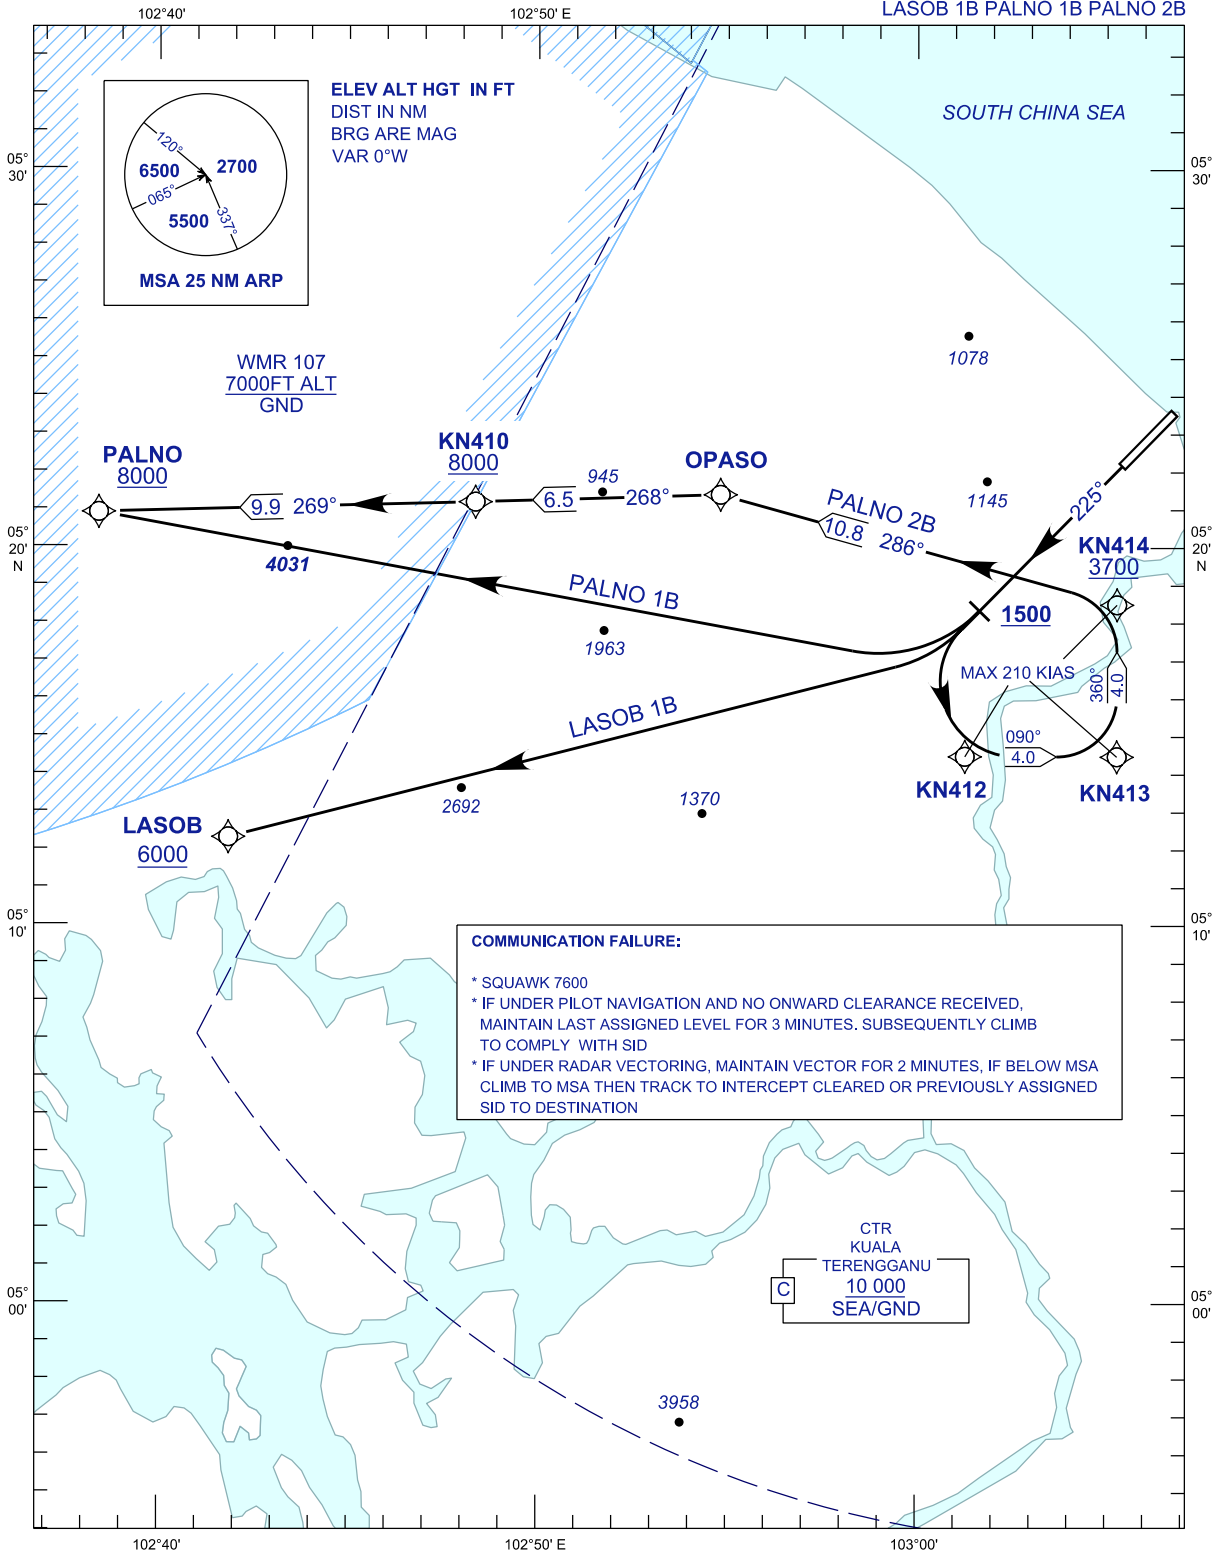 LASOB 1B PALNO 1B PALNO 2B
102°40'
102°50' E
ELEV ALT HGT IN FT
DIST IN NM
BRG ARE MAG
VAR 0°W
SOUTH CHINA SEA
120°
6500
2700
065°
5500
337°
MSA 25 NM ARP
05°
30'
05°
30'
WMR 107
7000FT ALT
GND
1078
PALNO
8000
KN410
8000
OPASO
945
9.9 269°
6.5
268°
PALNO 2B
10.8 286°
1145
225°
05°
20'
N
05°
20'
N
KN414
3700
4031
PALNO 1B
1500
1963
MAX 210 KIAS
360°
4.0
LASOB 1B
090°
4.0
KN412
KN413
2692
1370
LASOB
6000
05°
10'
05°
10'
COMMUNICATION FAILURE:
* SQUAWK 7600
* IF UNDER PILOT NAVIGATION AND NO ONWARD CLEARANCE RECEIVED,
MAINTAIN LAST ASSIGNED LEVEL FOR 3 MINUTES. SUBSEQUENTLY CLIMB
TO COMPLY WITH SID
* IF UNDER RADAR VECTORING, MAINTAIN VECTOR FOR 2 MINUTES, IF BELOW MSA
CLIMB TO MSA THEN TRACK TO INTERCEPT CLEARED OR PREVIOUSLY ASSIGNED
SID TO DESTINATION
CTR
KUALA
TERENGGANU
C
10 000
SEA/GND
05°
00'
05°
00'
3958
102°40'
102°50' E
103°00'